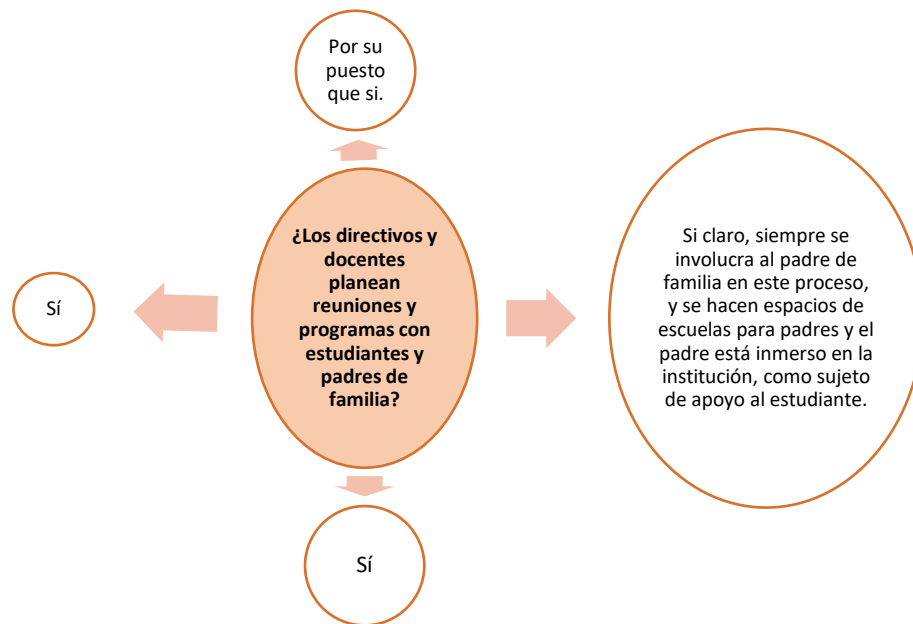 Por su
puesto
que si.
¿Los directivos y
docentes
planean
reuniones y
programas con
estudiantes y
padres de
familia?
Sí
Si claro, siempre se
involucra al padre de
familia en este proceso,
y se hacen espacios de
escuelas para padres y el
padre está inmerso en la
institución, como sujeto
de apoyo al estudiante.
Sí